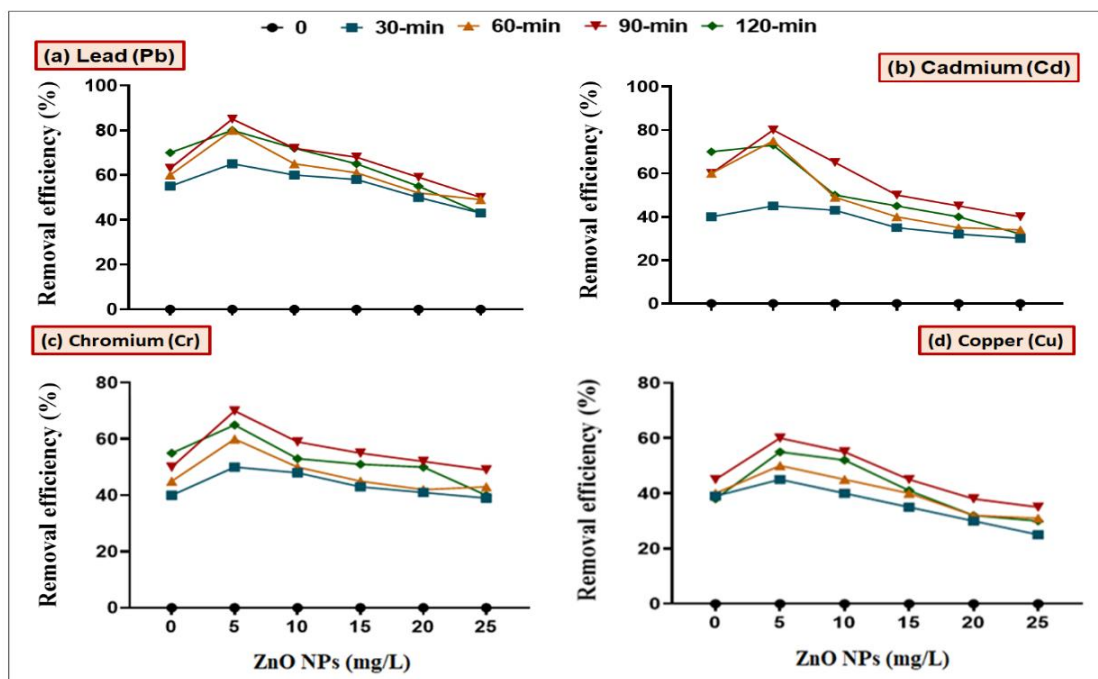 0 30-min 60-min 90-min 120-min
(a) Lead (Pb)
Removal efficiency (%)
100
80
60
40
20
0
(b) Cadmium (Cd)
Removal efficiency (%)
100
80
60
40
20
0
(c) Chromium (Cr)
Removal efficiency (%)
80
60
40
20
0
0 5 10 15 20 25
ZnO NPs (mg/L)
(d) Copper (Cu)
Removal efficiency (%)
80
60
40
20
0
0 5 10 15 20 25
ZnO NPs (mg/L)